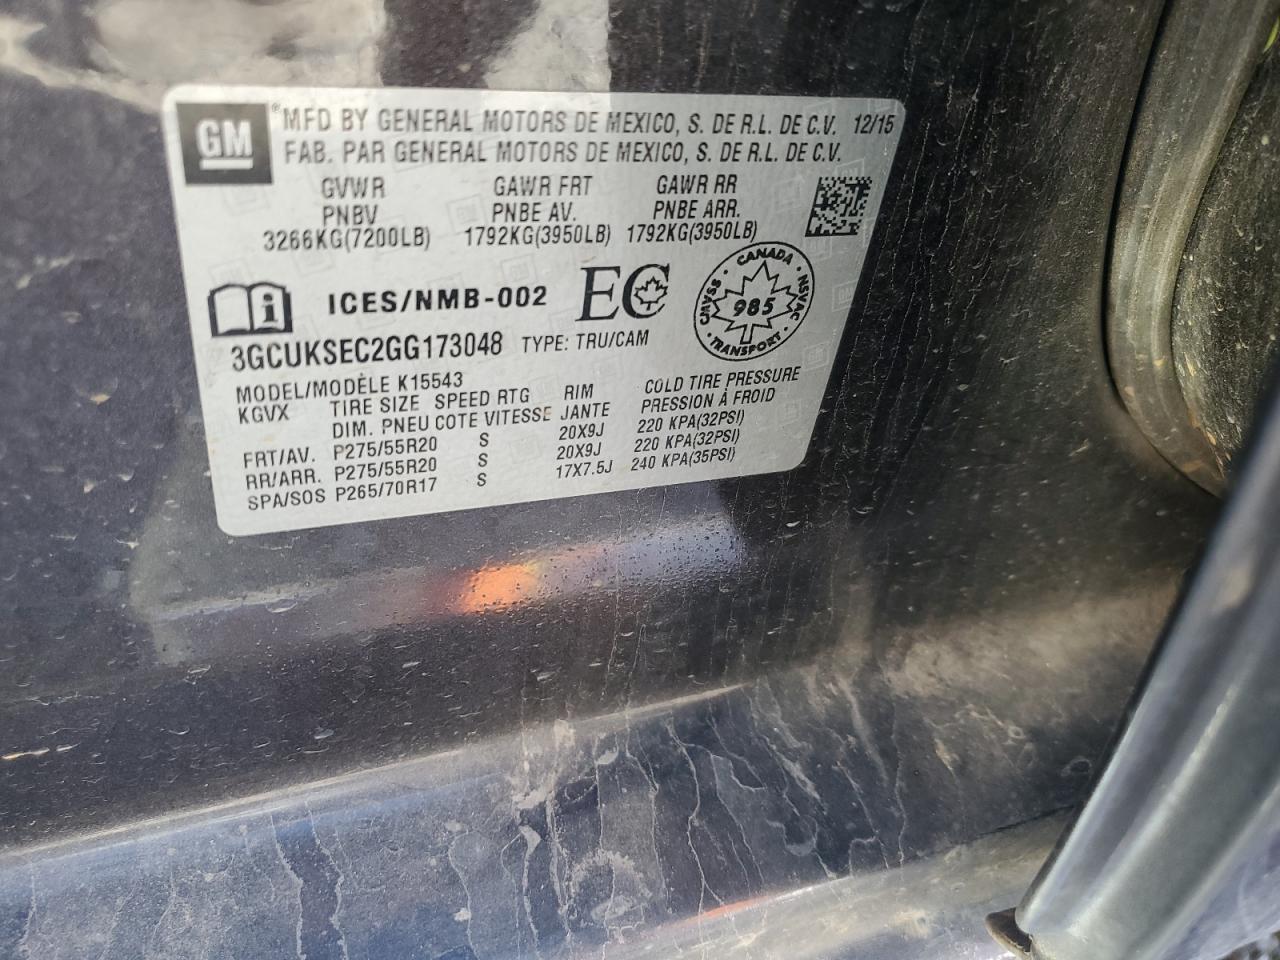 GM ® MFD BY GENERAL MOTORS DE MEXICO, S. DE R.L. DE C.V. 12/15
FAB. PAR GENERAL MOTORS DE MEXICO, S. DE R.L. DE C.V.
GVWR GAWR FRT GAWR RR
PNBV PNBE AV. PNBE ARR.
3266KG(7200LB) 1792KG(3950LB) 1792KG(3950LB)
i ICES/NMB-002 EC CANADA CMVSS 985 NSVAC TRANSPORT
3GCUKSEC2GG173048 TYPE: TRU/CAM
MODEL/MODÈLE K15543
KGVX TIRE SIZE SPEED RTG RIM COLD TIRE PRESSURE
DIM. PNEU COTE VITESSE JANTE PRESSION À FROID
FRT/AV. P275/55R20 S 20X9J 220 KPA(32PSI)
RR/ARR. P275/55R20 S 20X9J 220 KPA(32PSI)
SPA/SOS P265/70R17 S 17X7.5J 240 KPA(35PSI)